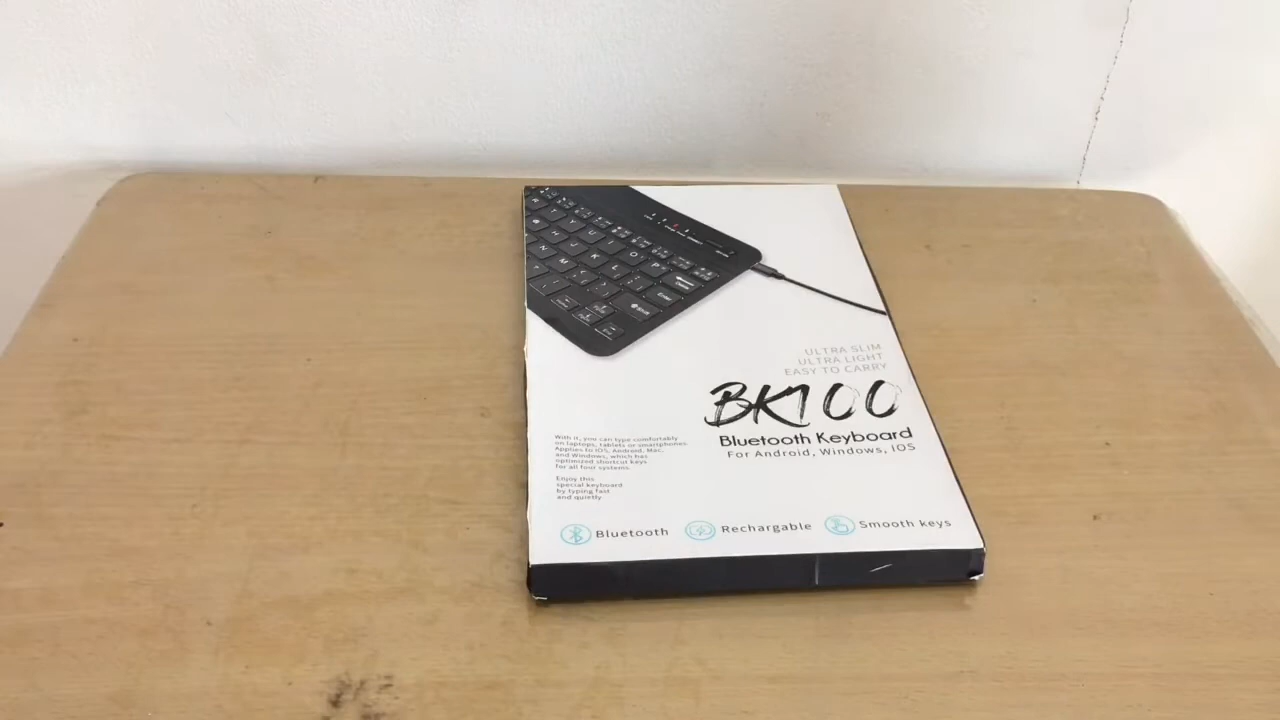 ULTRA SLIM
ULTRA LIGHT
EASY TO CARRY
BK100
Bluetooth Keyboard
For Android, Windows, iOS
With it, you can type comfortably
on laptops, tablets or smartphones.
Applies to iOS, Android, Mac,
and Windows, which has
optimized shortcut keys
for all four systems.
Enjoy this
special keyboard
by typing fast
and quietly
Bluetooth
Rechargable
Smooth keys
R T Y U I O P
G H J K L
Enter
N M
Shift